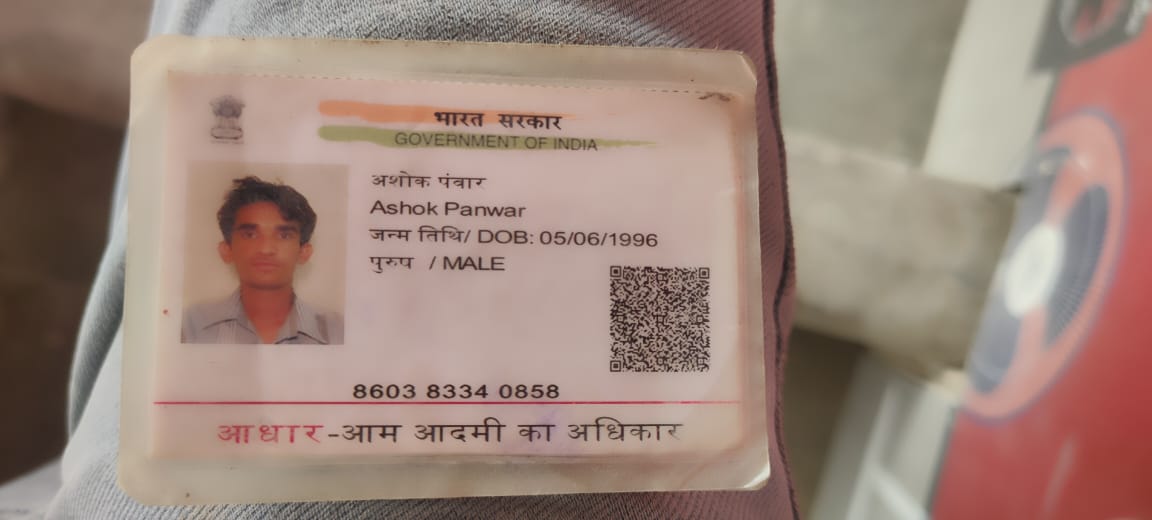 भारत सरकार
GOVERNMENT OF INDIA
अशोक पंवार
Ashok Panwar
जन्म तिथि/ DOB: 05/06/1996
पुरुष / MALE
8603 8334 0858
आधार-आम आदमी का अधिकार